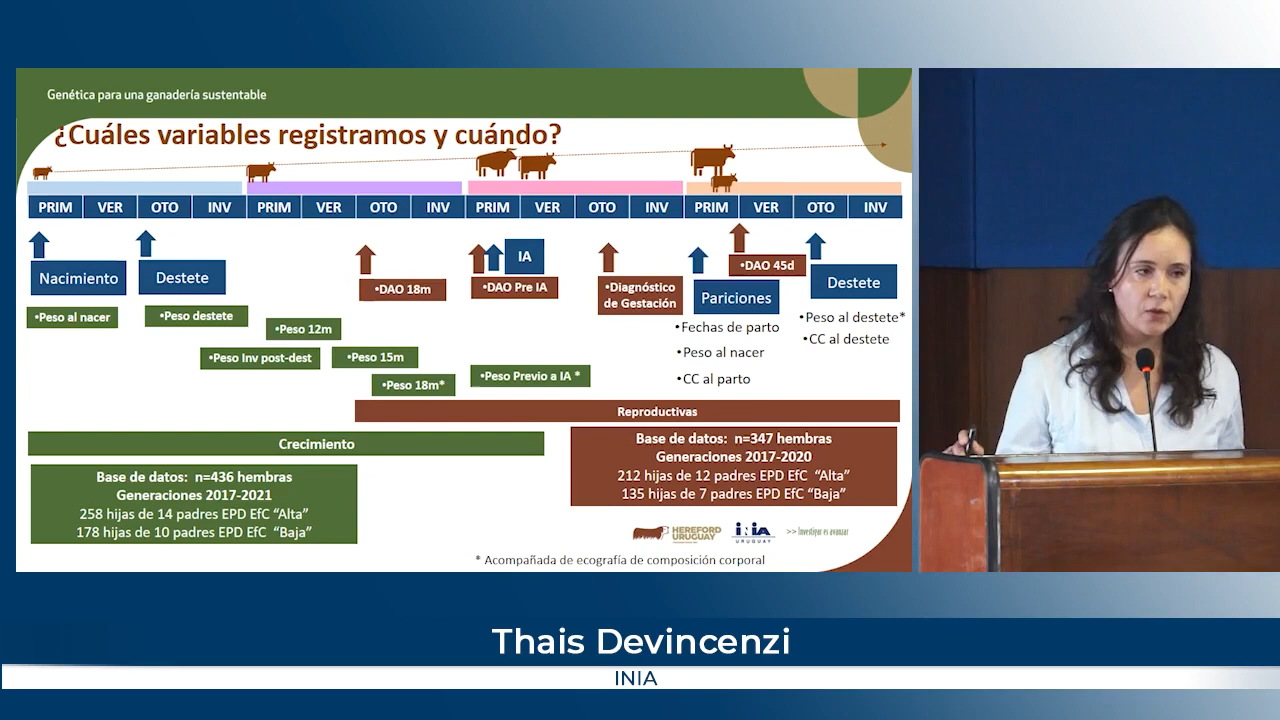 Genética para una ganadería sustentable
¿Cuáles variables registramos y cuándo?
PRIM VER OTO INV PRIM VER OTO INV PRIM VER OTO INV PRIM VER OTO INV
Nacimiento
Destete
IA
•DAO 18m
•DAO Pre IA
•Diagnóstico
de Gestación
•DAO 45d
Pariciones
Destete
•Peso al nacer
•Peso destete
•Peso 12m
•Peso Inv post-dest
•Peso 15m
•Peso 18m*
•Peso Previo a IA *
•Fechas de parto
•Peso al nacer
•CC al parto
•Peso al destete*
•CC al destete
Reproductivas
Crecimiento
Base de datos: n=436 hembras
Generaciones 2017-2021
258 hijas de 14 padres EPD EfC “Alta”
178 hijas de 10 padres EPD EfC “Baja”
Base de datos: n=347 hembras
Generaciones 2017-2020
212 hijas de 12 padres EPD EfC “Alta”
135 hijas de 7 padres EPD EfC “Baja”
HEREFORD
URUGUAY
INIA
URUGUAY
>> Investigar es avanzar
* Acompañada de ecografía de composición corporal
Thais Devincenzi
INIA